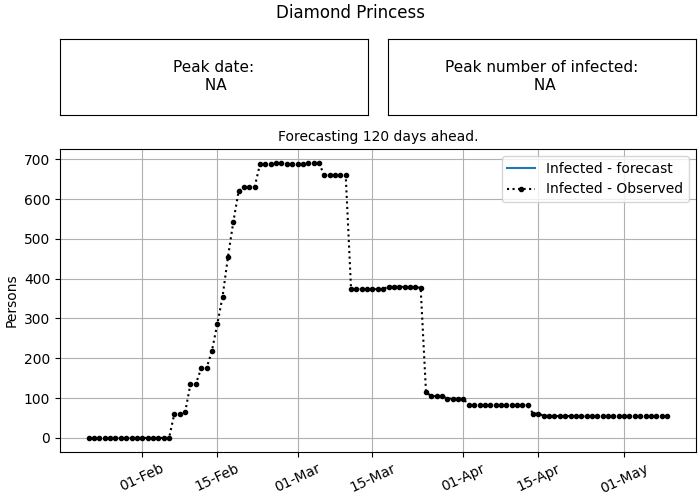 Diamond Princess
Peak date:
NA
Peak number of infected:
NA
Forecasting 120 days ahead.
Infected - forecast
Infected - Observed
Persons
700
600
500
400
300
200
100
0
01-Feb
15-Feb
01-Mar
15-Mar
01-Apr
15-Apr
01-May